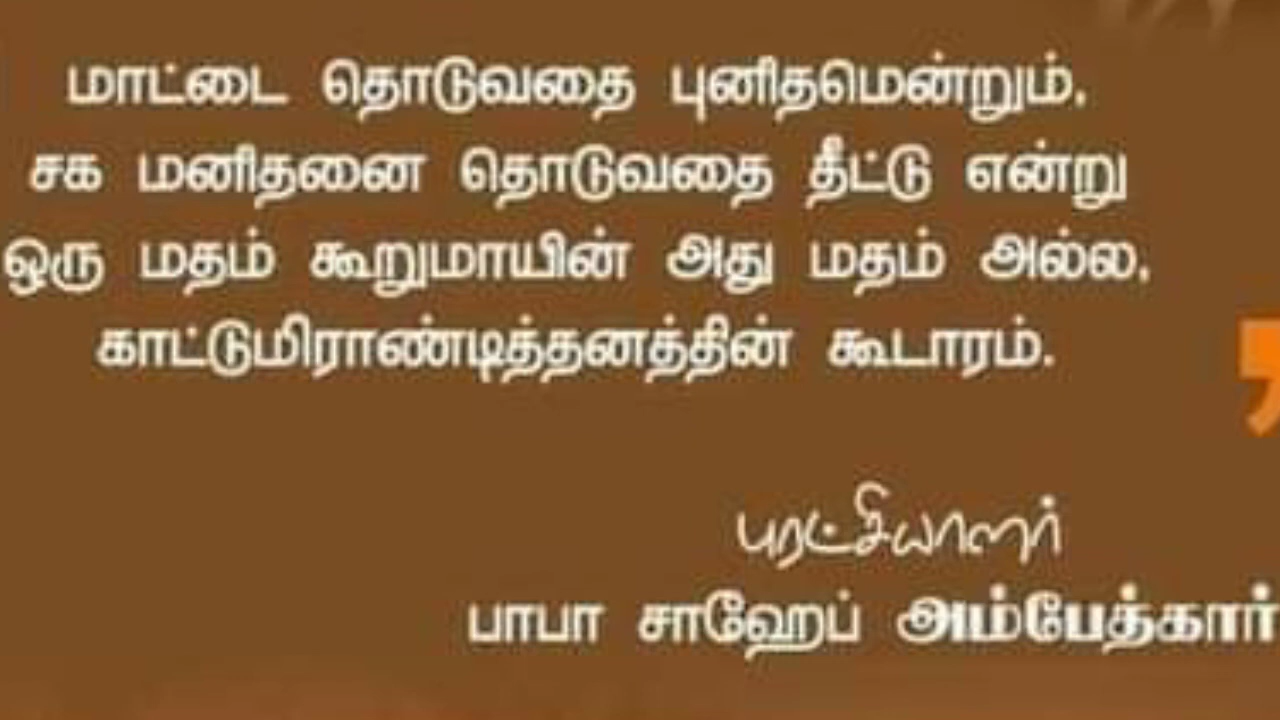 மாட்டை தொடுவதை புனிதமென்றும்,
சக மனிதனை தொடுவதை தீட்டு என்று
ஒரு மதம் கூறுமாயின் அது மதம் அல்ல,
காட்டுமிராண்டித்தனத்தின் கூடாரம்.
புரட்சியாளர்
பாபா சாஹேப் அம்பேத்கார்